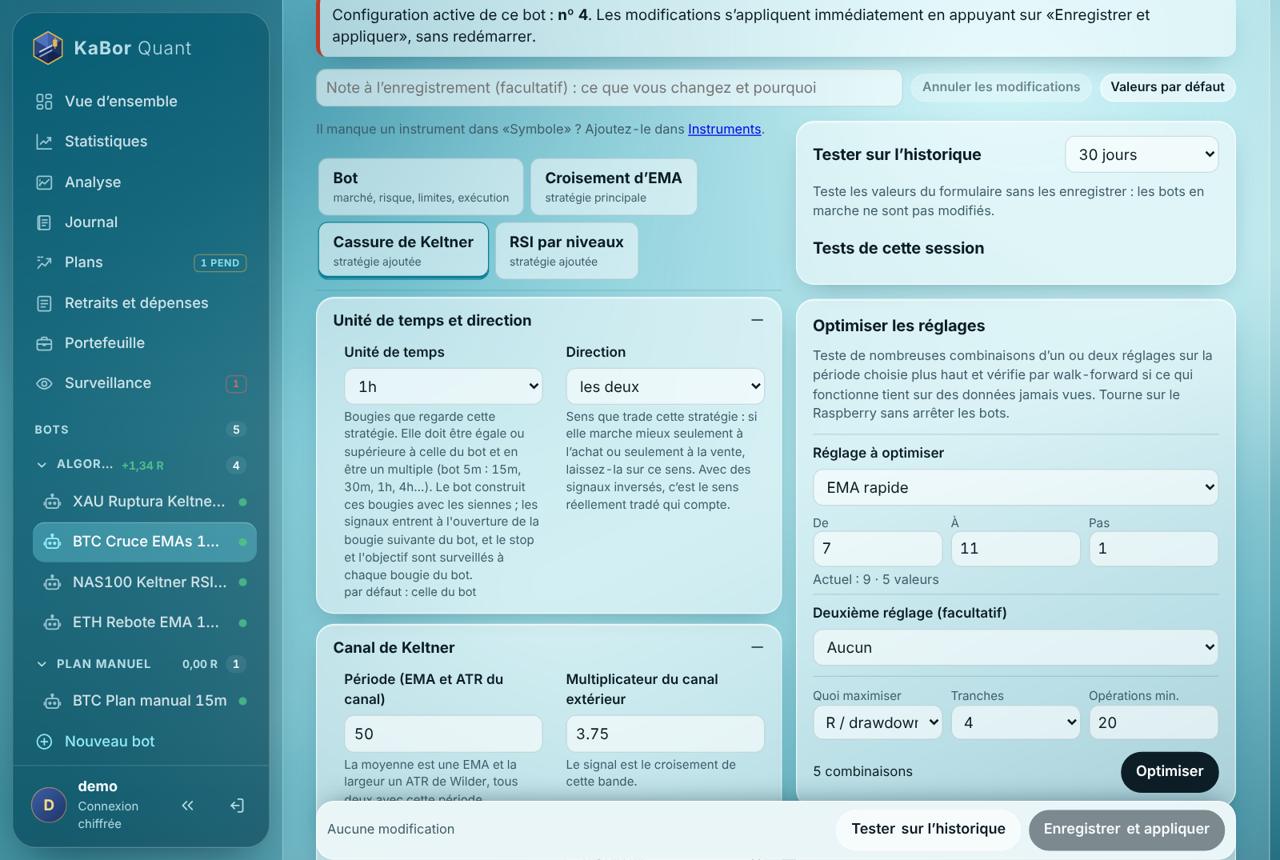 KaBor Quant
Vue d’ensemble
Statistiques
Analyse
Journal
Plans
1 PEND
Retraits et dépenses
Portefeuille
Surveillance
1
BOTS
5
ALGOR...
+1,34 R
4
XAU Ruptura Keltne...
BTC Cruce EMAs 1...
NAS100 Keltner RSI...
ETH Rebote EMA 1...
PLAN MANUEL
0,00 R
1
BTC Plan manual 15m
Nouveau bot
D
demo
Connexion
chiffrée
Configuration active de ce bot : nº 4. Les modifications s’appliquent immédiatement en appuyant sur «Enregistrer et
appliquer», sans redémarrer.
Note à l’enregistrement (facultatif) : ce que vous changez et pourquoi
Annuler les modifications
Valeurs par défaut
Il manque un instrument dans «Symbole» ? Ajoutez-le dans Instruments.
Bot
marché, risque, limites, exécution
Croisement d’EMA
stratégie principale
Cassure de Keltner
stratégie ajoutée
RSI par niveaux
stratégie ajoutée
Unité de temps et direction
Unité de temps
1h
Bougies que regarde cette
stratégie. Elle doit être égale ou
supérieure à celle du bot et en
être un multiple (bot 5m : 15m,
30m, 1h, 4h…). Le bot construit
ces bougies avec les siennes ; les
signaux entrent à l'ouverture de la
bougie suivante du bot, et le stop
et l'objectif sont surveillés à
chaque bougie du bot.
par défaut : celle du bot
Direction
les deux
Sens que trade cette stratégie : si
elle marche mieux seulement à
l’achat ou seulement à la vente,
laissez-la sur ce sens. Avec des
signaux inversés, c’est le sens
réellement tradé qui compte.
Canal de Keltner
Période (EMA et ATR du
canal)
50
La moyenne est une EMA et la
largeur un ATR de Wilder, tous
deux avec cette période
Multiplicateur du canal
extérieur
3.75
Le signal est le croisement de
cette bande.
Tester sur l’historique
30 jours
Teste les valeurs du formulaire sans les enregistrer : les bots en
marche ne sont pas modifiés.
Tests de cette session
Optimiser les réglages
Teste de nombreuses combinaisons d’un ou deux réglages sur la
période choisie plus haut et vérifie par walk-forward si ce qui
fonctionne tient sur des données jamais vues. Tourne sur le
Raspberry sans arrêter les bots.
Réglage à optimiser
EMA rapide
De
À
Pas
7
11
1
Actuel : 9 · 5 valeurs
Deuxième réglage (facultatif)
Aucun
Quoi maximiser
Tranches
Opérations min.
R / drawdown
4
20
5 combinaisons
Optimiser
Aucune modification
Tester sur l’historique
Enregistrer et appliquer